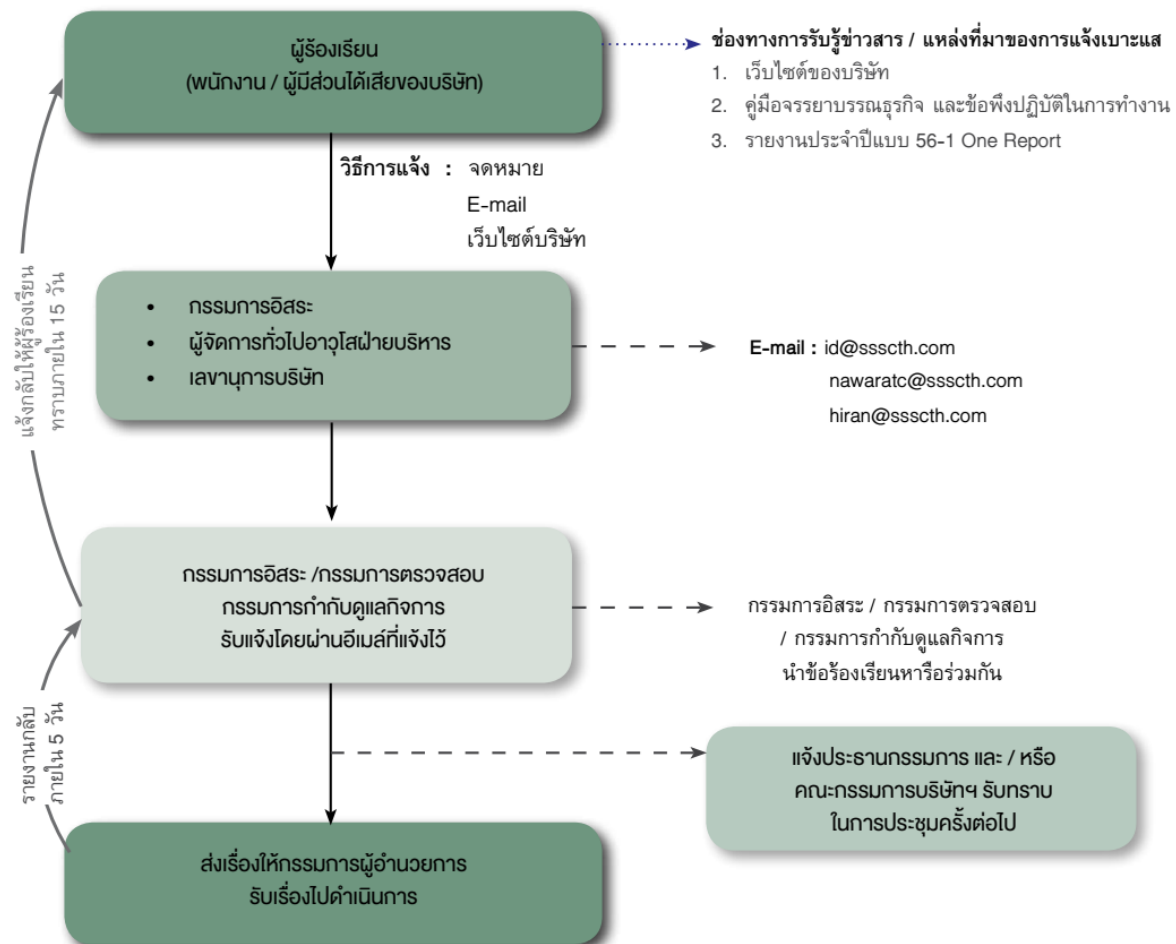 ผู้ร้องเรียน
(พนักงาน / ผู้มีส่วนได้เสียของบริษัท)
ช่องทางการรับรู้ข่าวสาร / แหล่งที่มาของการแจ้งเบาะแส
1. เว็บไซต์ของบริษัท
2. คู่มือจรรยาบรรณธุรกิจ และข้อพึงปฏิบัติในการทำงาน
3. รายงานประจำปีแบบ 56-1 One Report
วิธีการแจ้ง : จดหมาย
E-mail
เว็บไซต์บริษัท
• กรรมการอิสระ
• ผู้จัดการทั่วไปอาวุโสฝ่ายบริหาร
• เลขานุการบริษัท
E-mail : id@ssscth.com
nawaratc@ssscth.com
hiran@ssscth.com
แจ้งกลับให้ผู้ร้องเรียน
ทราบภายใน 15 วัน
กรรมการอิสระ /กรรมการตรวจสอบ
กรรมการกำกับดูแลกิจการ
รับแจ้งโดยผ่านอีเมล์ที่แจ้งไว้
กรรมการอิสระ / กรรมการตรวจสอบ
/ กรรมการกำกับดูแลกิจการ
นำข้อร้องเรียนหารือร่วมกัน
รายงานกลับ
ภายใน 5 วัน
แจ้งประธานกรรมการ และ / หรือ
คณะกรรมการบริษัทฯ รับทราบ
ในการประชุมครั้งต่อไป
ส่งเรื่องให้กรรมการผู้อำนวยการ
รับเรื่องไปดำเนินการ